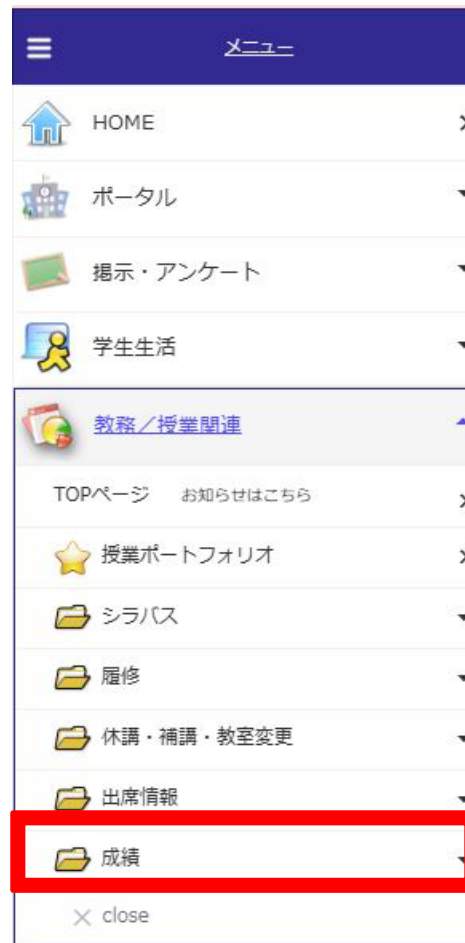 メニュー
HOME
ポータル
掲示・アンケート
学生生活
教務／授業関連
TOPページ お知らせはこちら
授業ポートフォリオ
シラバス
履修
休講・補講・教室変更
出席情報
成績
close